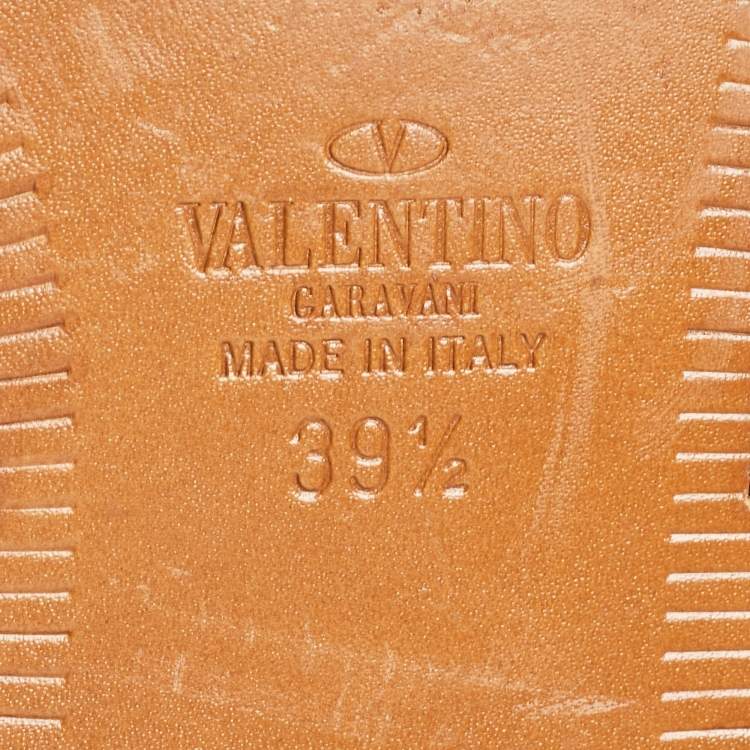 V
VALENTINO
GARAVANI
MADE IN ITALY
39½